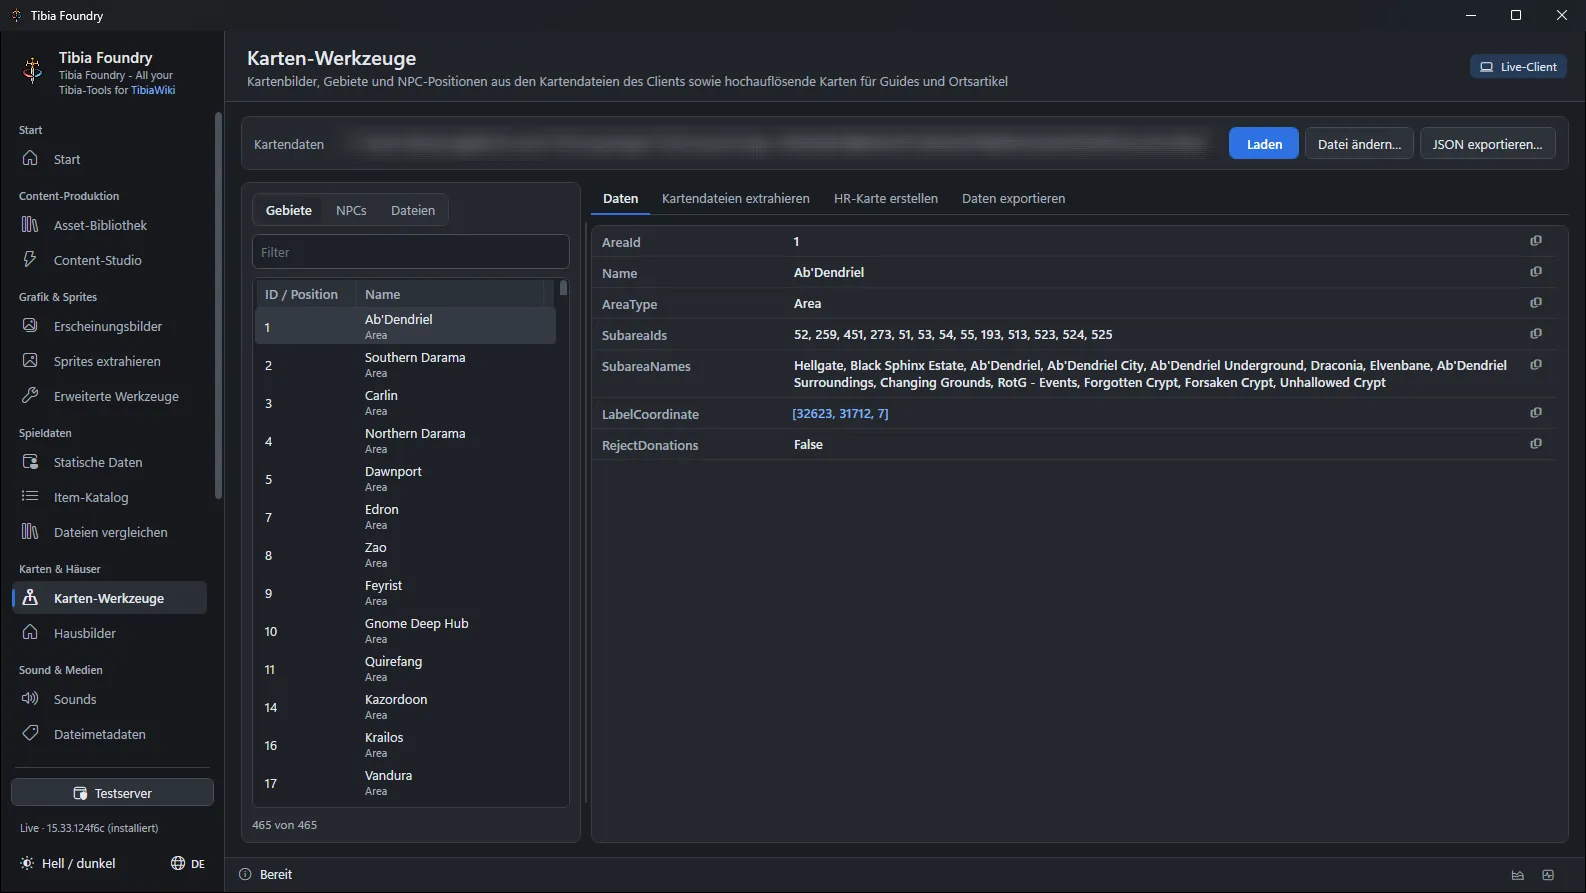 Tibia Foundry
Tibia Foundry
Tibia Foundry - All your
Tibia-Tools for TibiaWiki
Start
Start
Content-Produktion
Asset-Bibliothek
Content-Studio
Grafik & Sprites
Erscheinungsbilder
Sprites extrahieren
Erweiterte Werkzeuge
Spieldaten
Statische Daten
Item-Katalog
Dateien vergleichen
Karten & Häuser
Karten-Werkzeuge
Hausbilder
Sound & Medien
Sounds
Dateimetadaten
Testserver
Live · 15.33.124f6c (installiert)
Hell / dunkel DE
Karten-Werkzeuge
Kartenbilder, Gebiete und NPC-Positionen aus den Kartendateien des Clients sowie hochauflösende Karten für Guides und Ortsartikel
Live-Client
Kartendaten
Laden Datei ändern... JSON exportieren...
Gebiete NPCs Dateien
Filter
ID / Position Name
1 Ab'Dendriel
Area
2 Southern Darama
Area
3 Carlin
Area
4 Northern Darama
Area
5 Dawnport
Area
7 Edron
Area
8 Zao
Area
9 Feyrist
Area
10 Gnome Deep Hub
Area
11 Quirefang
Area
14 Kazordoon
Area
16 Krailos
Area
17 Vandura
Area
465 von 465
Daten Kartendateien extrahieren HR-Karte erstellen Daten exportieren
AreaId 1
Name Ab'Dendriel
AreaType Area
SubareaIds 52, 259, 451, 273, 51, 53, 54, 55, 193, 513, 523, 524, 525
SubareaNames Hellgate, Black Sphinx Estate, Ab'Dendriel, Ab'Dendriel City, Ab'Dendriel Underground, Draconia, Elvenbane, Ab'Dendriel
Surroundings, Changing Grounds, RotG - Events, Forgotten Crypt, Forsaken Crypt, Unhallowed Crypt
LabelCoordinate [32623, 31712, 7]
RejectDonations False
Bereit